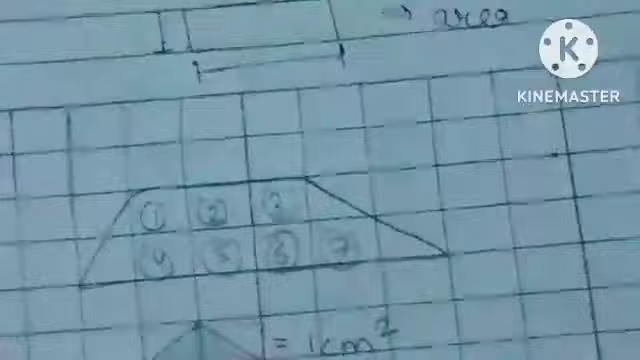 → area
KINEMASTER
① ② 3
④ ⑤ ⑥ ⑦
= 1cm²